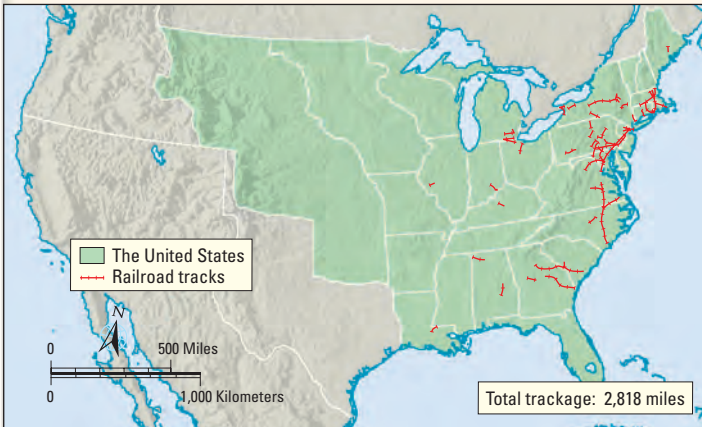 The United States
Railroad tracks
N
0 500 Miles
0 1,000 Kilometers
Total trackage: 2,818 miles